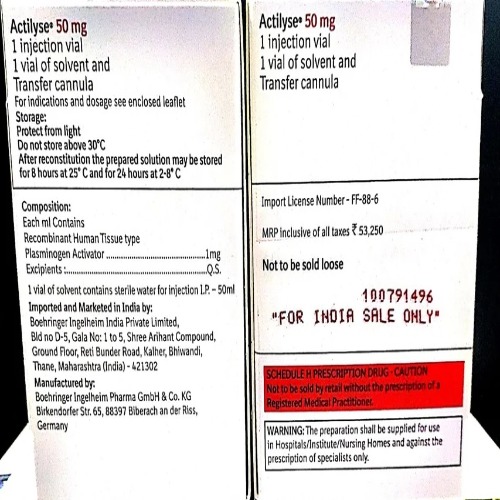 Actilyse® 50 mg
1 injection vial
1 vial of solvent and
Transfer cannula
For indications and dosage see enclosed leaflet
Storage:
Protect from light
Do not store above 30°C
After reconstitution the prepared solution may be stored
for 8 hours at 25° C and for 24 hours at 2-8° C
Composition:
Each ml Contains
Recombinant Human Tissue type
Plasminogen Activator ..............................1mg
Excipients :..............................................Q.S.
1 vial of solvent contains sterile water for injection I.P. – 50ml
Imported and Marketed in India by:
Boehringer Ingelheim India Private Limited,
Bld no D-5, Gala No: 1 to 5, Shree Arihant Compound,
Ground Floor, Reti Bunder Road, Kalher, Bhiwandi,
Thane, Maharashtra (India) - 421302
Manufactured by:
Boehringer Ingelheim Pharma GmbH & Co. KG
Birkendorfer Str. 65, 88397 Biberach an der Riss,
Germany
Actilyse® 50 mg
1 injection vial
1 vial of solvent and
Transfer cannula
Import License Number - FF-88-6
MRP inclusive of all taxes ₹ 53,250
Not to be sold loose
100791496
"FOR INDIA SALE ONLY"
SCHEDULE H PRESCRIPTION DRUG - CAUTION
Not to be sold by retail without the prescription of a
Registered Medical Practitioner.
WARNING: The preparation shall be supplied for use
in Hospitals/Institute/Nursing Homes and against the
prescription of specialists only.